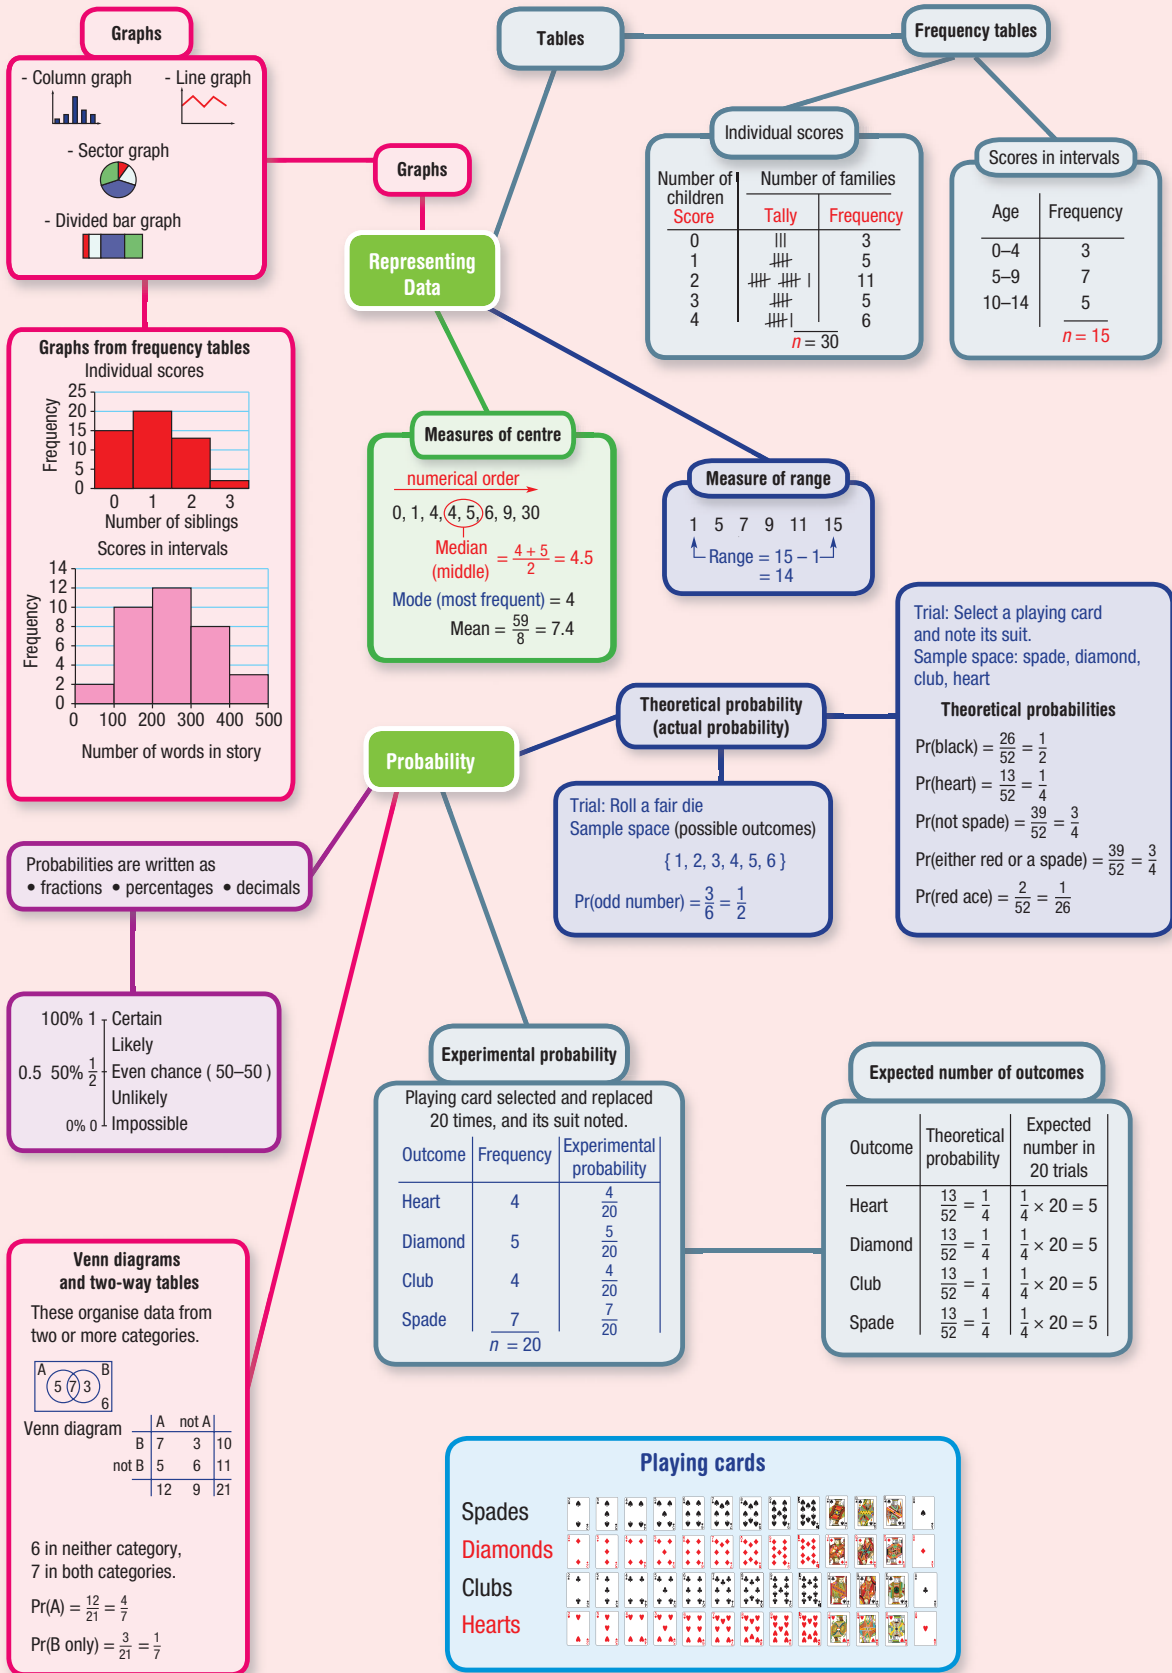 Graphs
- Column graph - Line graph
- Sector graph
- Divided bar graph
Graphs
Tables
Frequency tables
Individual scores
Number of children Number of families
Score Tally Frequency
0 ||| 3
1 5
2 11
3 5
4 6
n = 30
Scores in intervals
Age Frequency
0–4 3
5–9 7
10–14 5
n = 15
Representing
Data
Graphs from frequency tables
Individual scores
Frequency
25
20
15
10
5
0
0 1 2 3
Number of siblings
Scores in intervals
Frequency
14
12
10
8
6
4
2
0
0 100 200 300 400 500
Number of words in story
Measures of centre
numerical order
0, 1, 4, 4, 5, 6, 9, 30
Median (middle) = (4 + 5)/2 = 4.5
Mode (most frequent) = 4
Mean = 59/8 = 7.4
Measure of range
1 5 7 9 11 15
Range = 15 – 1
= 14
Probability
Theoretical probability
(actual probability)
Trial: Roll a fair die
Sample space (possible outcomes)
{ 1, 2, 3, 4, 5, 6 }
Pr(odd number) = 3/6 = 1/2
Trial: Select a playing card
and note its suit.
Sample space: spade, diamond,
club, heart
Theoretical probabilities
Pr(black) = 26/52 = 1/2
Pr(heart) = 13/52 = 1/4
Pr(not spade) = 39/52 = 3/4
Pr(either red or a spade) = 39/52 = 3/4
Pr(red ace) = 2/52 = 1/26
Probabilities are written as
• fractions • percentages • decimals
100% 1 Certain
Likely
0.5 50% 1/2 Even chance ( 50–50 )
Unlikely
0% 0 Impossible
Experimental probability
Playing card selected and replaced
20 times, and its suit noted.
Outcome Frequency Experimental probability
Heart 4 4/20
Diamond 5 5/20
Club 4 4/20
Spade 7 7/20
n = 20
Expected number of outcomes
Outcome Theoretical probability Expected number in 20 trials
Heart 13/52 = 1/4 1/4 × 20 = 5
Diamond 13/52 = 1/4 1/4 × 20 = 5
Club 13/52 = 1/4 1/4 × 20 = 5
Spade 13/52 = 1/4 1/4 × 20 = 5
Venn diagrams
and two-way tables
These organise data from
two or more categories.
A B
5 7 3
6
Venn diagram
A not A
B 7 3 10
not B 5 6 11
12 9 21
6 in neither category,
7 in both categories.
Pr(A) = 12/21 = 4/7
Pr(B only) = 3/21 = 1/7
Playing cards
Spades
Diamonds
Clubs
Hearts